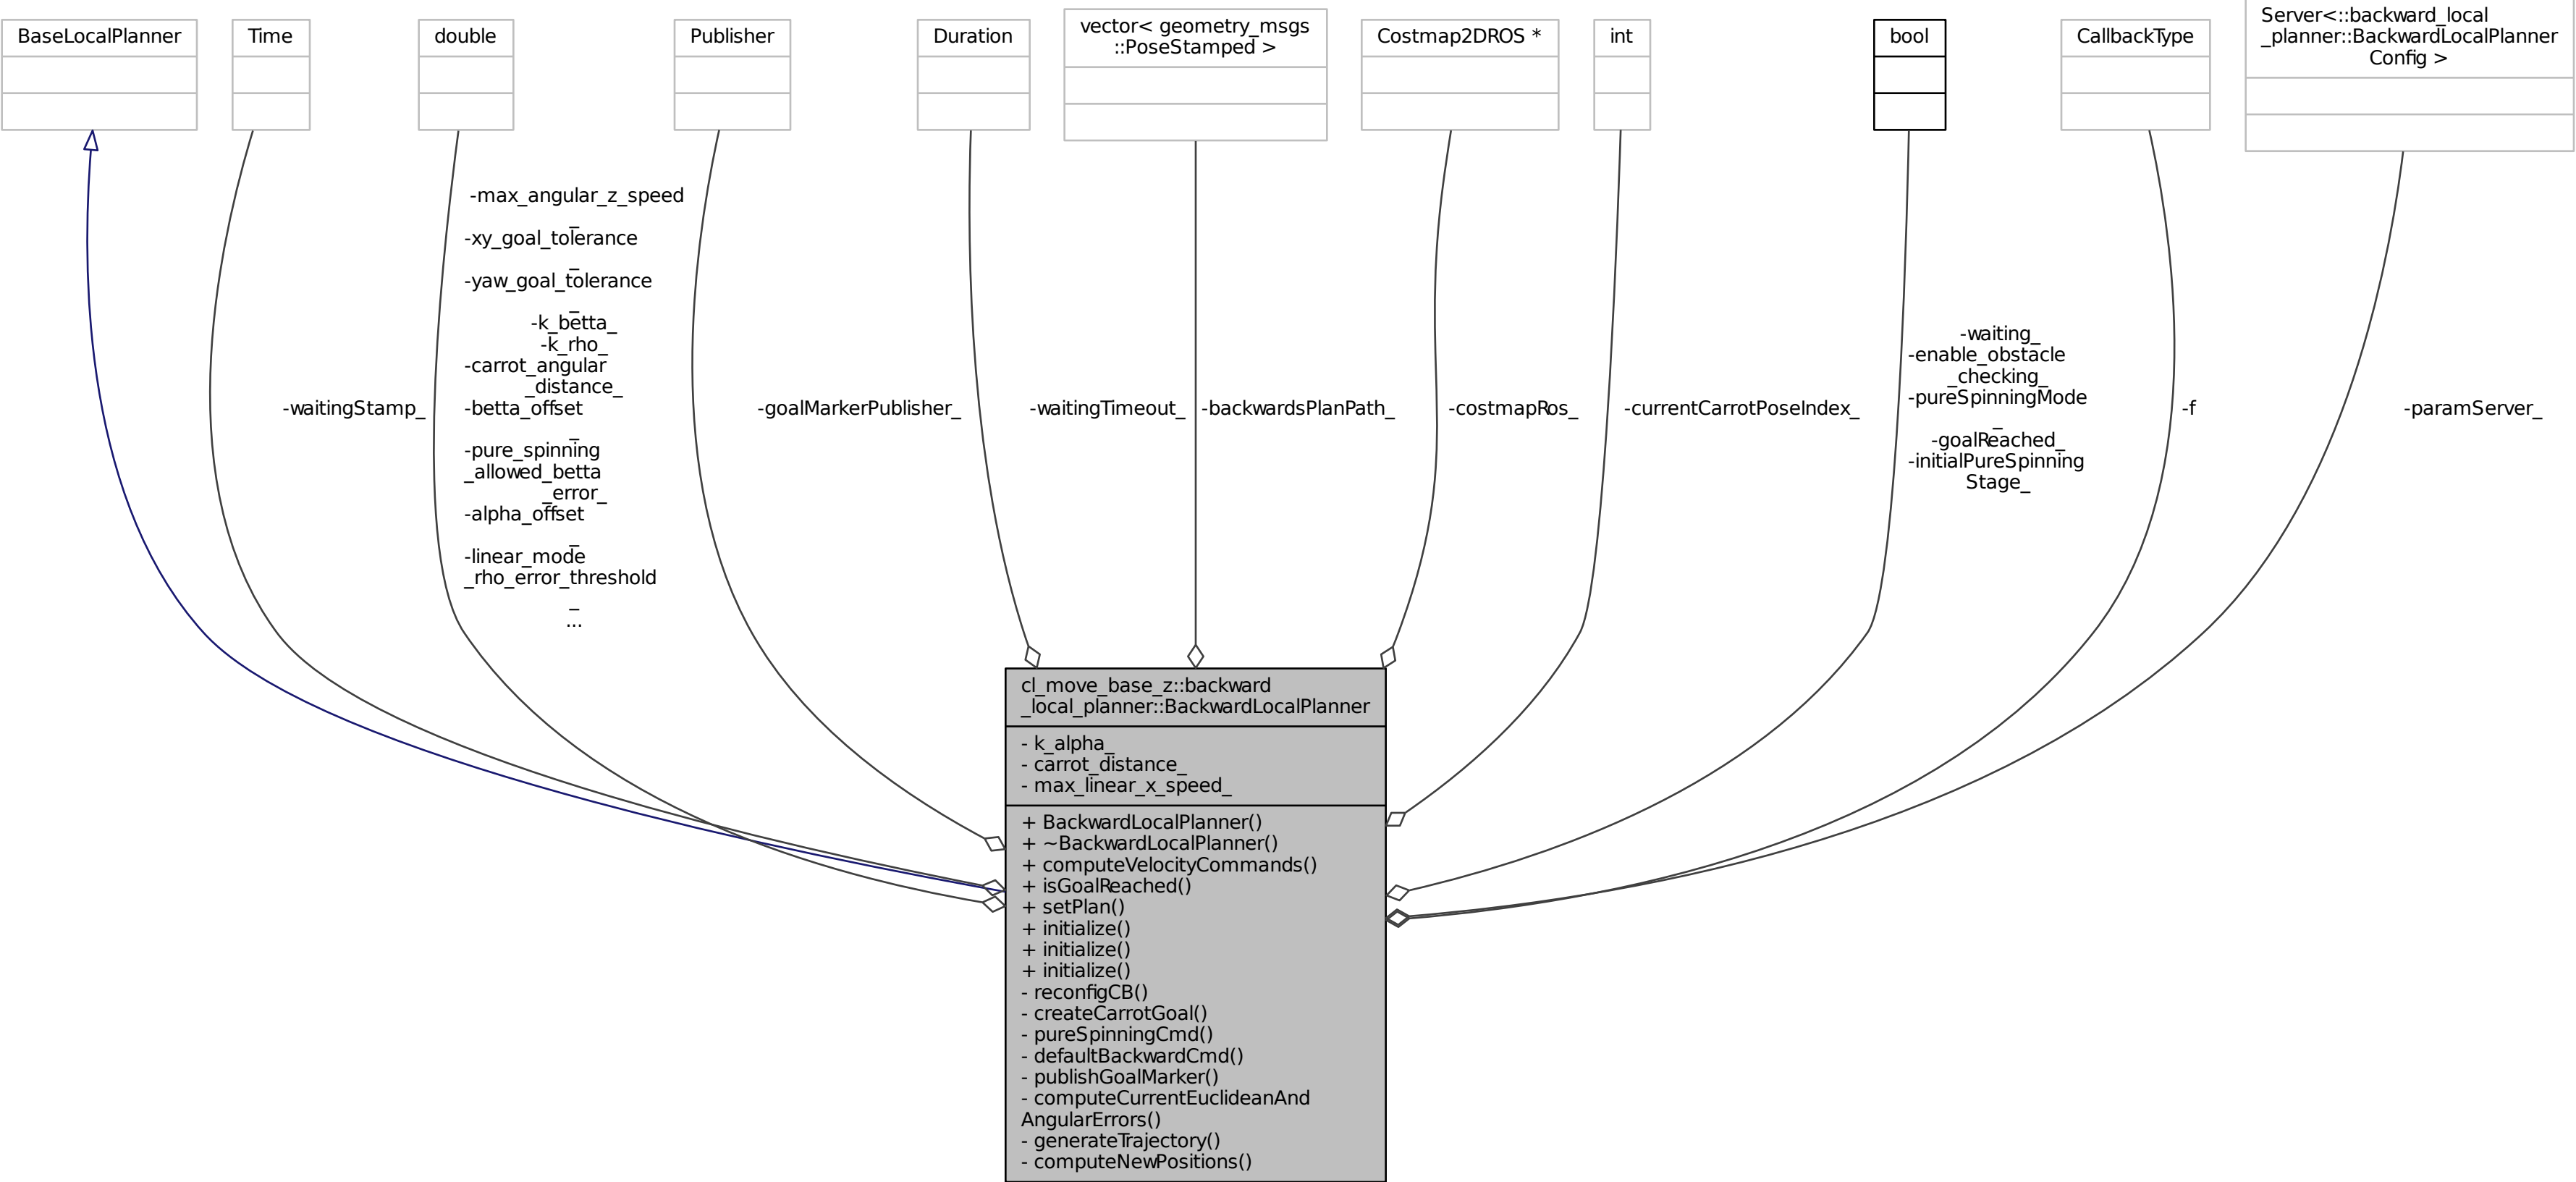 BaseLocalPlanner
Time
double
Publisher
Duration
vector< geometry_msgs
::PoseStamped >
Costmap2DROS *
int
bool
CallbackType
Server<::backward_local
_planner::BackwardLocalPlanner
Config >
-waitingStamp_
-max_angular_z_speed
_
-xy_goal_tolerance
_
-yaw_goal_tolerance
_
-k_betta_
-k_rho_
-carrot_angular
_distance_
-betta_offset
_
-pure_spinning
_allowed_betta
_error_
-alpha_offset
_
-linear_mode
_rho_error_threshold
_
...
-goalMarkerPublisher_
-waitingTimeout_
-backwardsPlanPath_
-costmapRos_
-currentCarrotPoseIndex_
-waiting_
-enable_obstacle
_checking_
-pureSpinningMode
_
-goalReached_
-initialPureSpinning
Stage_
-f
-paramServer_
cl_move_base_z::backward
_local_planner::BackwardLocalPlanner
- k_alpha_
- carrot_distance_
- max_linear_x_speed_
+ BackwardLocalPlanner()
+ ~BackwardLocalPlanner()
+ computeVelocityCommands()
+ isGoalReached()
+ setPlan()
+ initialize()
+ initialize()
+ initialize()
- reconfigCB()
- createCarrotGoal()
- pureSpinningCmd()
- defaultBackwardCmd()
- publishGoalMarker()
- computeCurrentEuclideanAnd
AngularErrors()
- generateTrajectory()
- computeNewPositions()